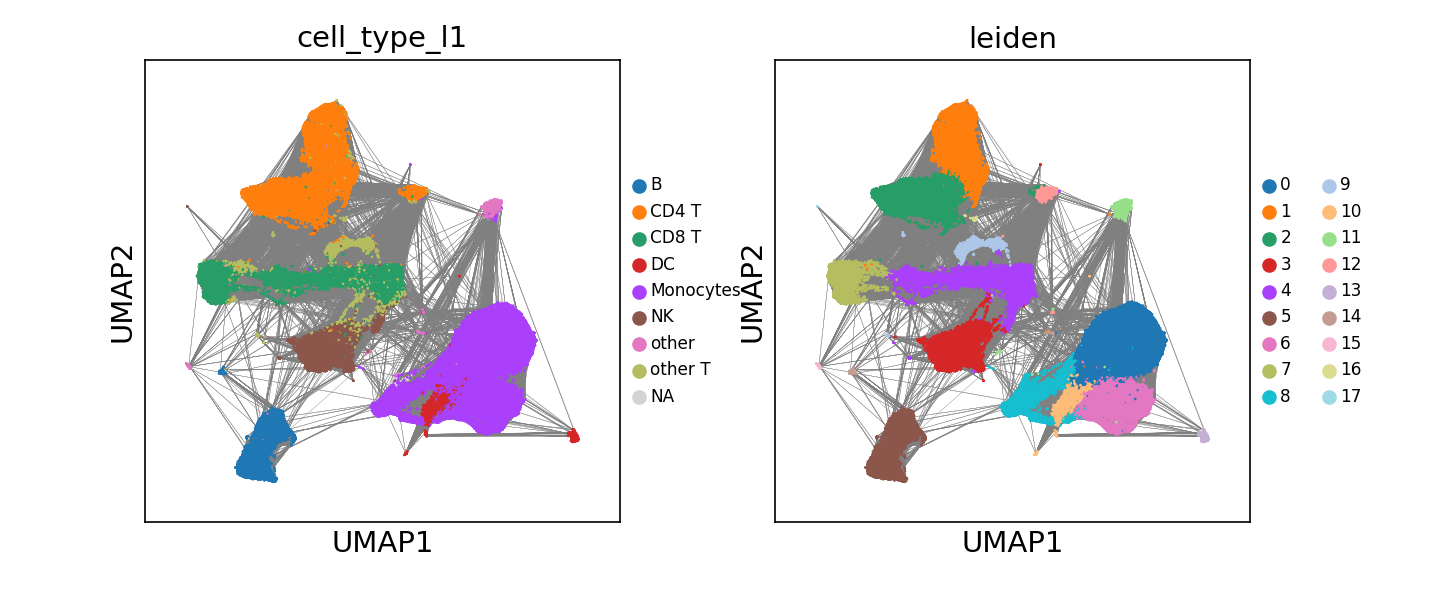 cell_type_l1
UMAP2
UMAP1
B
CD4 T
CD8 T
DC
Monocytes
NK
other
other T
NA
leiden
UMAP2
UMAP1
0
1
2
3
4
5
6
7
8
9
10
11
12
13
14
15
16
17